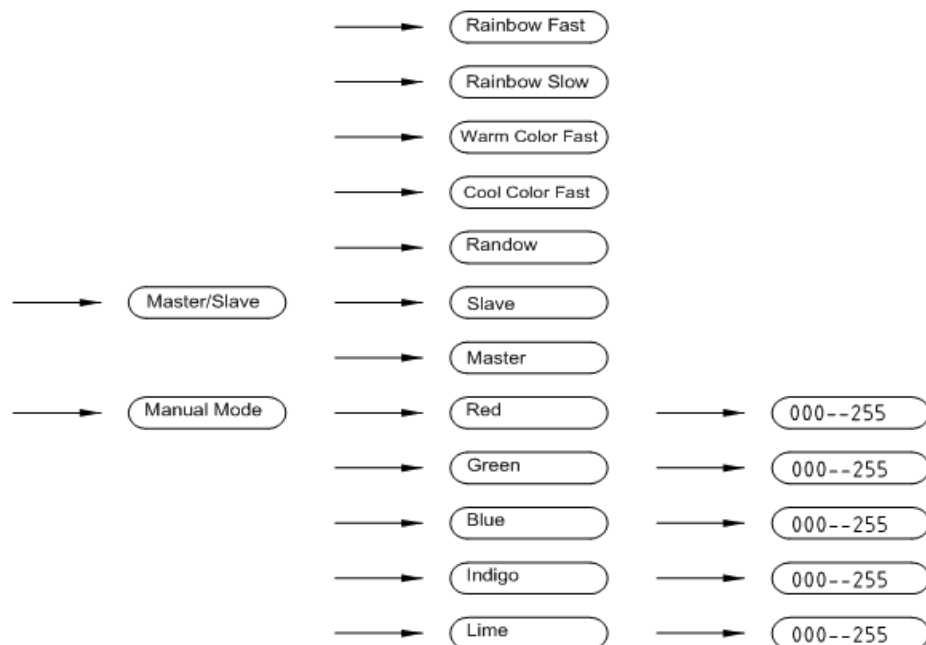 Rainbow Fast
Rainbow Slow
Warm Color Fast
Cool Color Fast
Randow
Master/Slave Slave
Master
Manual Mode Red 000--255
Green 000--255
Blue 000--255
Indigo 000--255
Lime 000--255